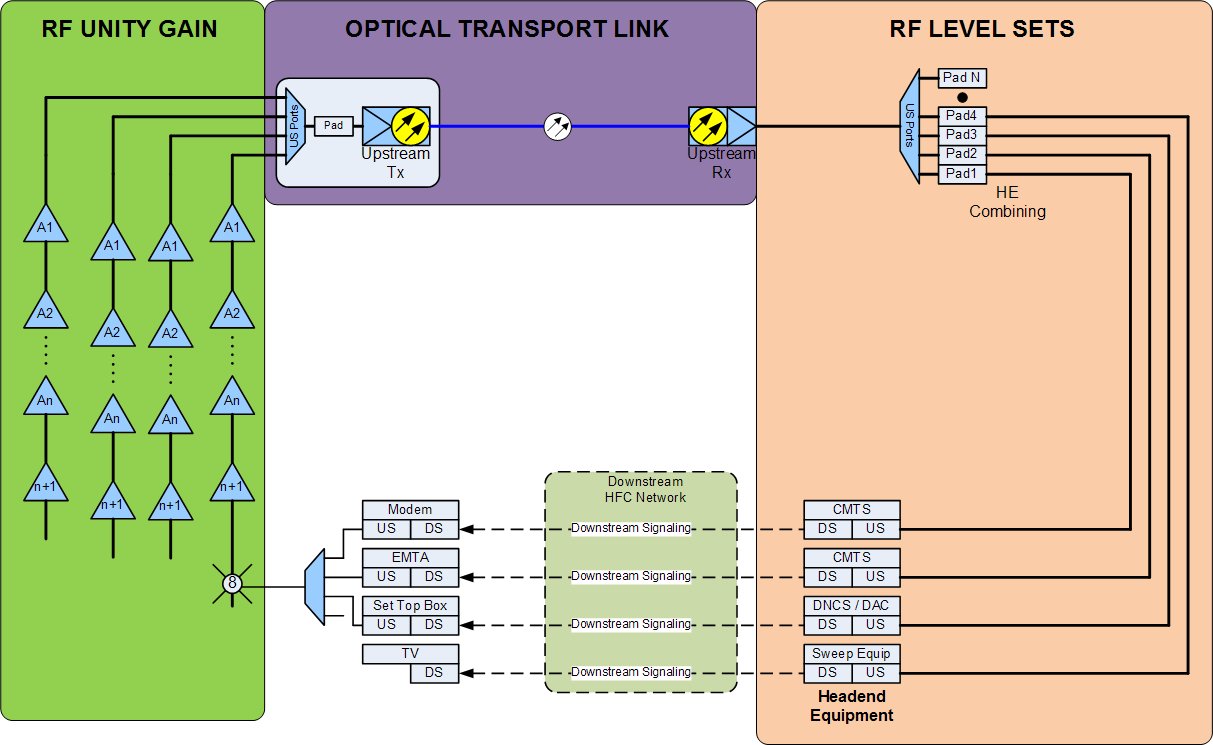 RF UNITY GAIN
OPTICAL TRANSPORT LINK
RF LEVEL SETS
US Ports
Pad
Upstream
Tx
Upstream
Rx
US Ports
Pad N
Pad4
Pad3
Pad2
Pad1
HE
Combining
A1
A1
A1
A1
A2
A2
A2
A2
An
An
An
An
n+1
n+1
n+1
n+1
8
Downstream
HFC Network
Modem
US DS
Downstream Signaling
CMTS
DS US
EMTA
US DS
Downstream Signaling
CMTS
DS US
Set Top Box
US DS
Downstream Signaling
DNCS / DAC
DS US
TV
DS
Downstream Signaling
Sweep Equip
DS US
Headend
Equipment